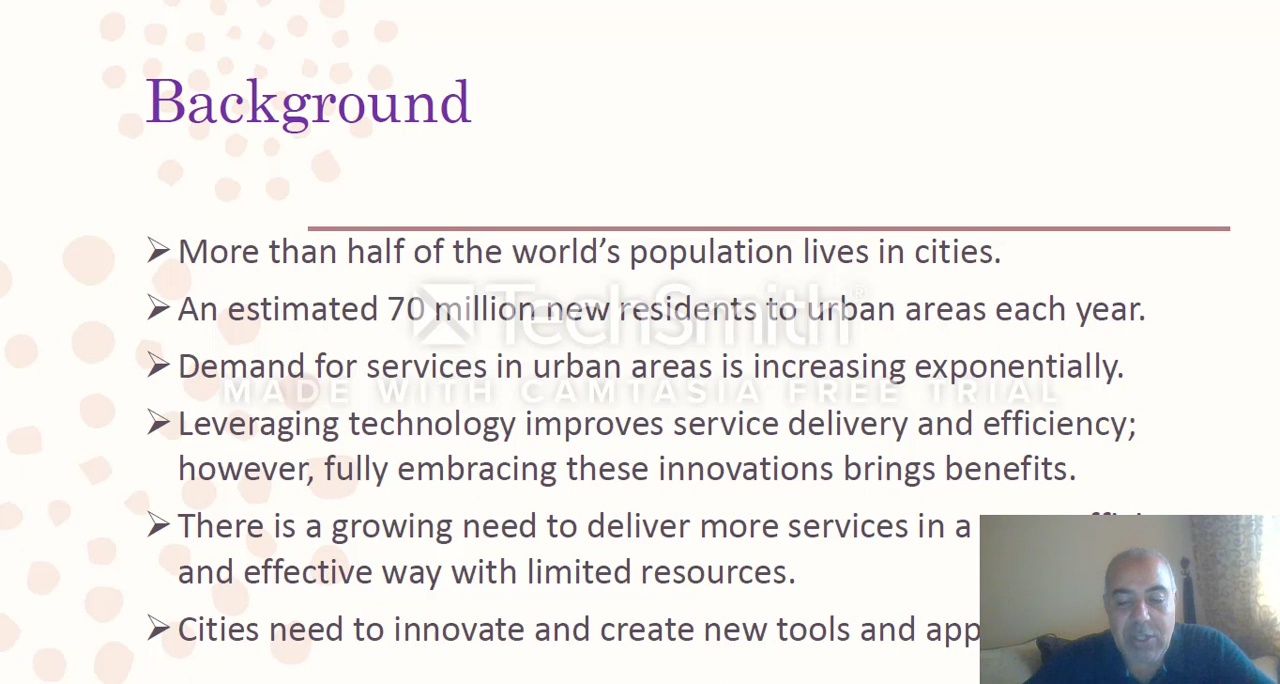 Background
More than half of the world’s population lives in cities.
An estimated 70 million new residents to urban areas each year.
TechSmith®
Demand for services in urban areas is increasing exponentially.
MADE WITH CAMTASIA FREE TRIAL
Leveraging technology improves service delivery and efficiency;
however, fully embracing these innovations brings benefits.
There is a growing need to deliver more services in a
and effective way with limited resources.
Cities need to innovate and create new tools and